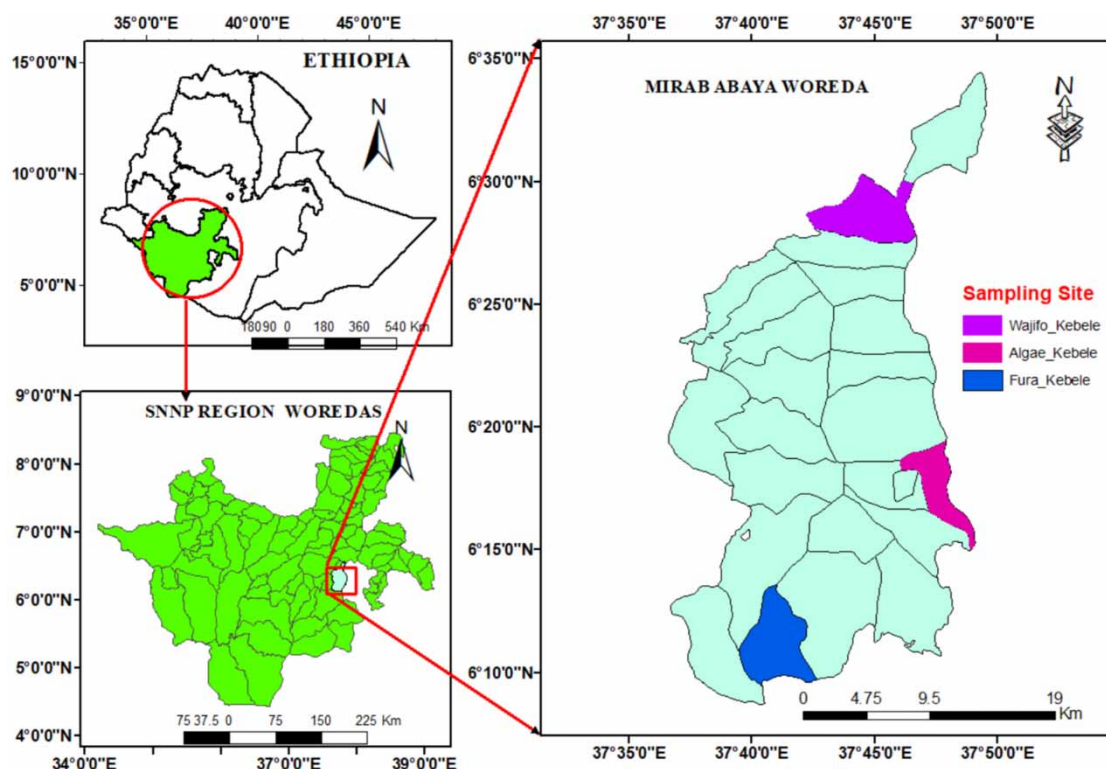 35°0'0"E 40°0'0"E 45°0'0"E
15°0'0"N
10°0'0"N
5°0'0"N
ETHIOPIA
N
18090 0 180 360 540 Km
9°0'0"N
8°0'0"N
7°0'0"N
6°0'0"N
5°0'0"N
4°0'0"N
SNNP REGION WOREDAS
N
75 37.5 0 75 150 225 Km
34°0'0"E 37°0'0"E 39°0'0"E
37°35'0"E 37°40'0"E 37°45'0"E 37°50'0"E
6°35'0"N
6°30'0"N
6°25'0"N
6°20'0"N
6°15'0"N
6°10'0"N
MIRAB ABAYA WOREDA
N
Sampling Site
Wajifo_Kebele
Algae_Kebele
Fura_Kebele
0 4.75 9.5 19
Km
37°35'0"E 37°40'0"E 37°45'0"E 37°50'0"E